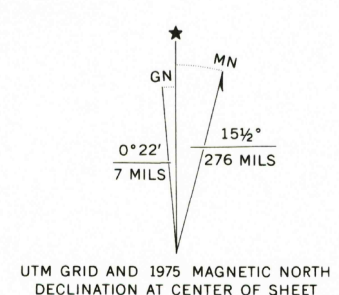 ★
GN
MN
0°22′
7 MILS
15½°
276 MILS
UTM GRID AND 1975 MAGNETIC NORTH
DECLINATION AT CENTER OF SHEET